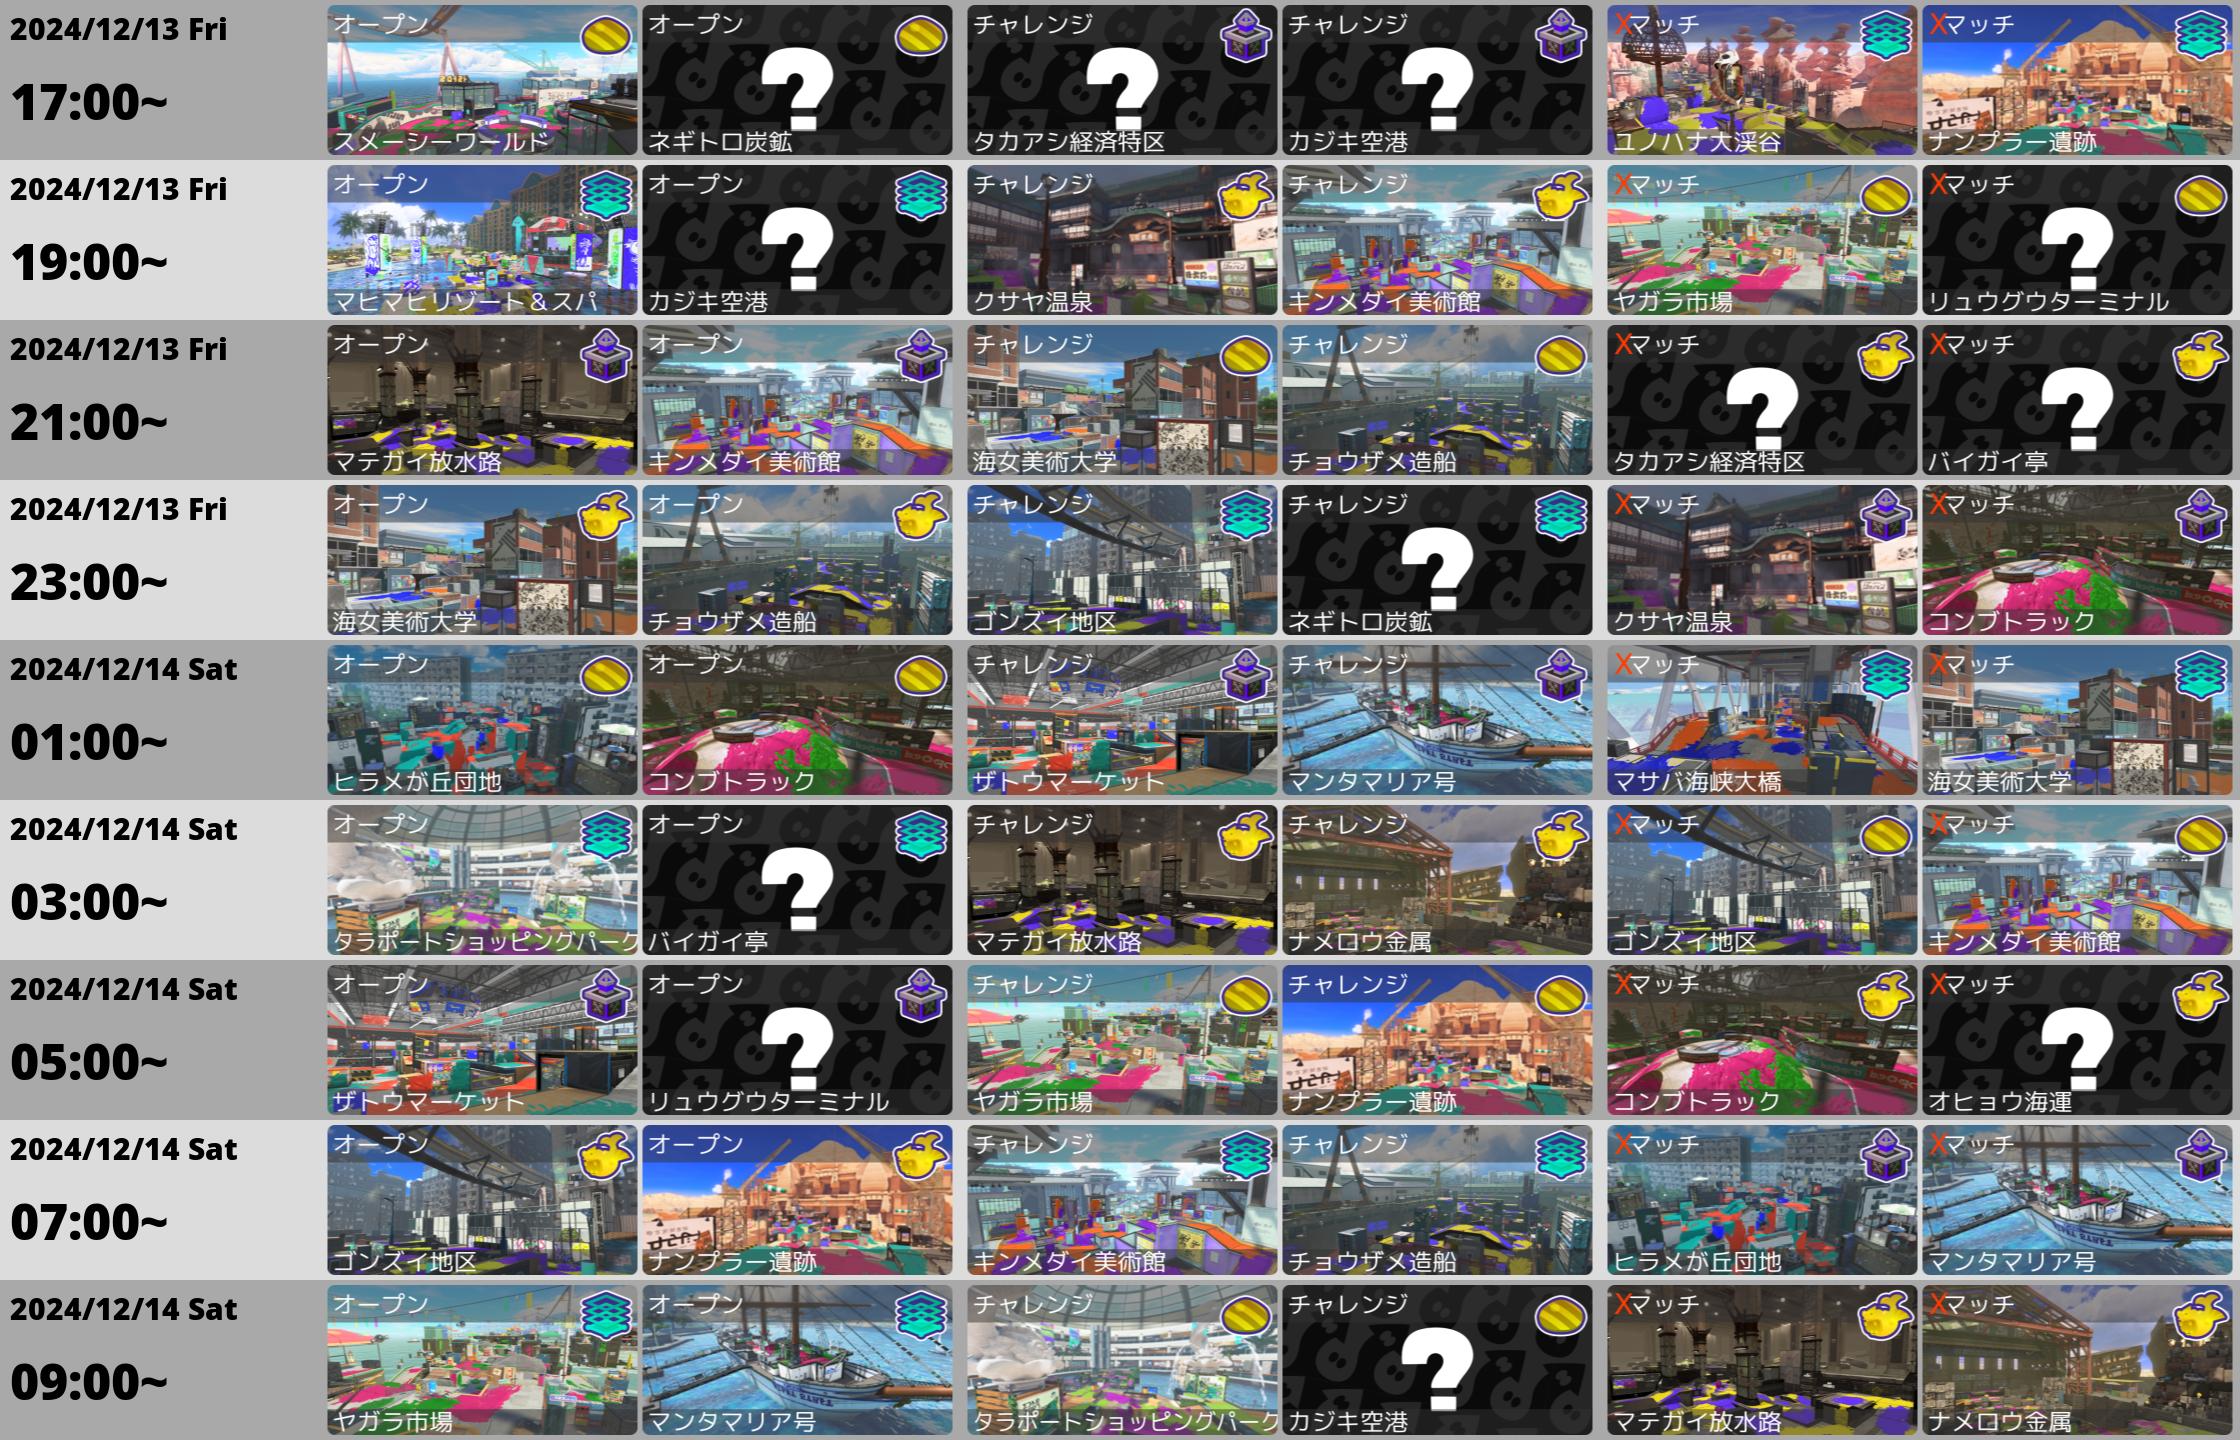 2024/12/13 Fri
17:00~
オープン
スメーシーワールド
オープン
ネギトロ炭鉱
チャレンジ
タカアシ経済特区
チャレンジ
カジキ空港
Xマッチ
ユノハナ大渓谷
Xマッチ
ナンプラー遺跡
2024/12/13 Fri
19:00~
オープン
マヒマヒリゾート＆スパ
オープン
カジキ空港
チャレンジ
クサヤ温泉
チャレンジ
キンメダイ美術館
Xマッチ
ヤガラ市場
Xマッチ
リュウグウターミナル
2024/12/13 Fri
21:00~
オープン
マテガイ放水路
オープン
キンメダイ美術館
チャレンジ
海女美術大学
チャレンジ
チョウザメ造船
Xマッチ
タカアシ経済特区
Xマッチ
バイガイ亭
2024/12/13 Fri
23:00~
オープン
海女美術大学
オープン
チョウザメ造船
チャレンジ
ゴンズイ地区
チャレンジ
ネギトロ炭鉱
Xマッチ
クサヤ温泉
Xマッチ
コンブトラック
2024/12/14 Sat
01:00~
オープン
ヒラメが丘団地
オープン
コンブトラック
チャレンジ
ザトウマーケット
チャレンジ
マンタマリア号
Xマッチ
マサバ海峡大橋
Xマッチ
海女美術大学
2024/12/14 Sat
03:00~
オープン
タラポートショッピングパーク
オープン
バイガイ亭
チャレンジ
マテガイ放水路
チャレンジ
ナメロウ金属
Xマッチ
ゴンズイ地区
Xマッチ
キンメダイ美術館
2024/12/14 Sat
05:00~
オープン
ザトウマーケット
オープン
リュウグウターミナル
チャレンジ
ヤガラ市場
チャレンジ
ナンプラー遺跡
Xマッチ
コンブトラック
Xマッチ
オヒョウ海運
2024/12/14 Sat
07:00~
オープン
ゴンズイ地区
オープン
ナンプラー遺跡
チャレンジ
キンメダイ美術館
チャレンジ
チョウザメ造船
Xマッチ
ヒラメが丘団地
Xマッチ
マンタマリア号
2024/12/14 Sat
09:00~
オープン
ヤガラ市場
オープン
マンタマリア号
チャレンジ
タラポートショッピングパーク
チャレンジ
カジキ空港
Xマッチ
マテガイ放水路
Xマッチ
ナメロウ金属